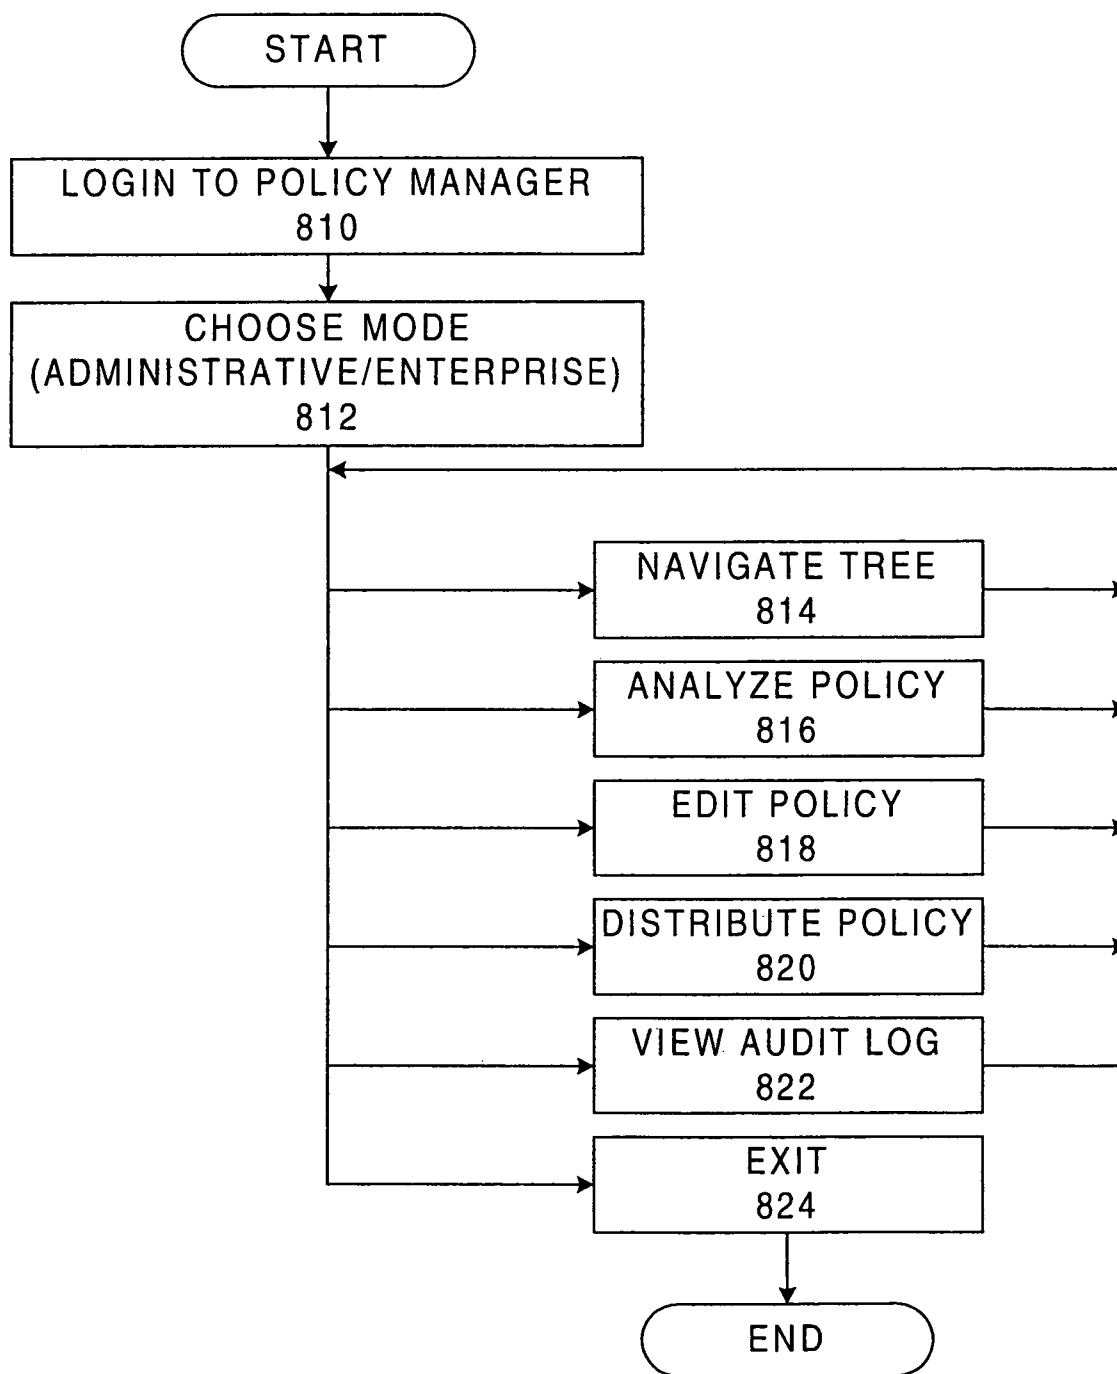 START
LOGIN TO POLICY MANAGER
810
CHOOSE MODE
(ADMINISTRATIVE/ENTERPRISE)
812
NAVIGATE TREE
814
ANALYZE POLICY
816
EDIT POLICY
818
DISTRIBUTE POLICY
820
VIEW AUDIT LOG
822
EXIT
824
END